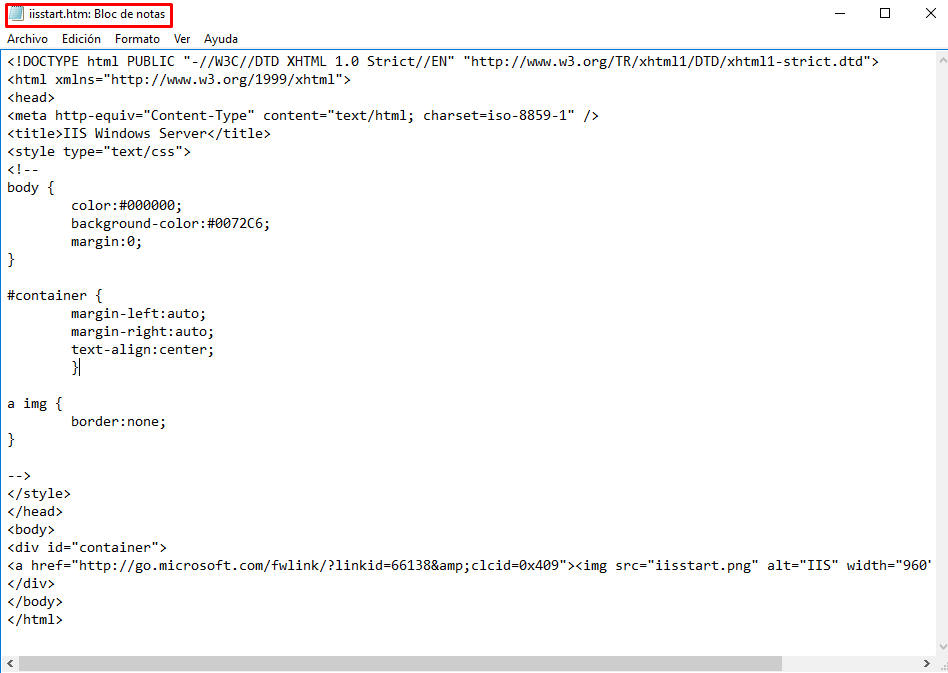 iisstart.htm: Bloc de notas
Archivo Edición Formato Ver Ayuda
<!DOCTYPE html PUBLIC "-//W3C//DTD XHTML 1.0 Strict//EN" "http://www.w3.org/TR/xhtml1/DTD/xhtml1-strict.dtd">
<html xmlns="http://www.w3.org/1999/xhtml">
<head>
<meta http-equiv="Content-Type" content="text/html; charset=iso-8859-1" />
<title>IIS Windows Server</title>
<style type="text/css">
<!--
body {
        color:#000000;
        background-color:#0072C6;
        margin:0;
}

#container {
        margin-left:auto;
        margin-right:auto;
        text-align:center;
        }

a img {
        border:none;
}

-->
</style>
</head>
<body>
<div id="container">
<a href="http://go.microsoft.com/fwlink/?linkid=66138&amp;clcid=0x409"><img src="iisstart.png" alt="IIS" width="960"
</div>
</body>
</html>